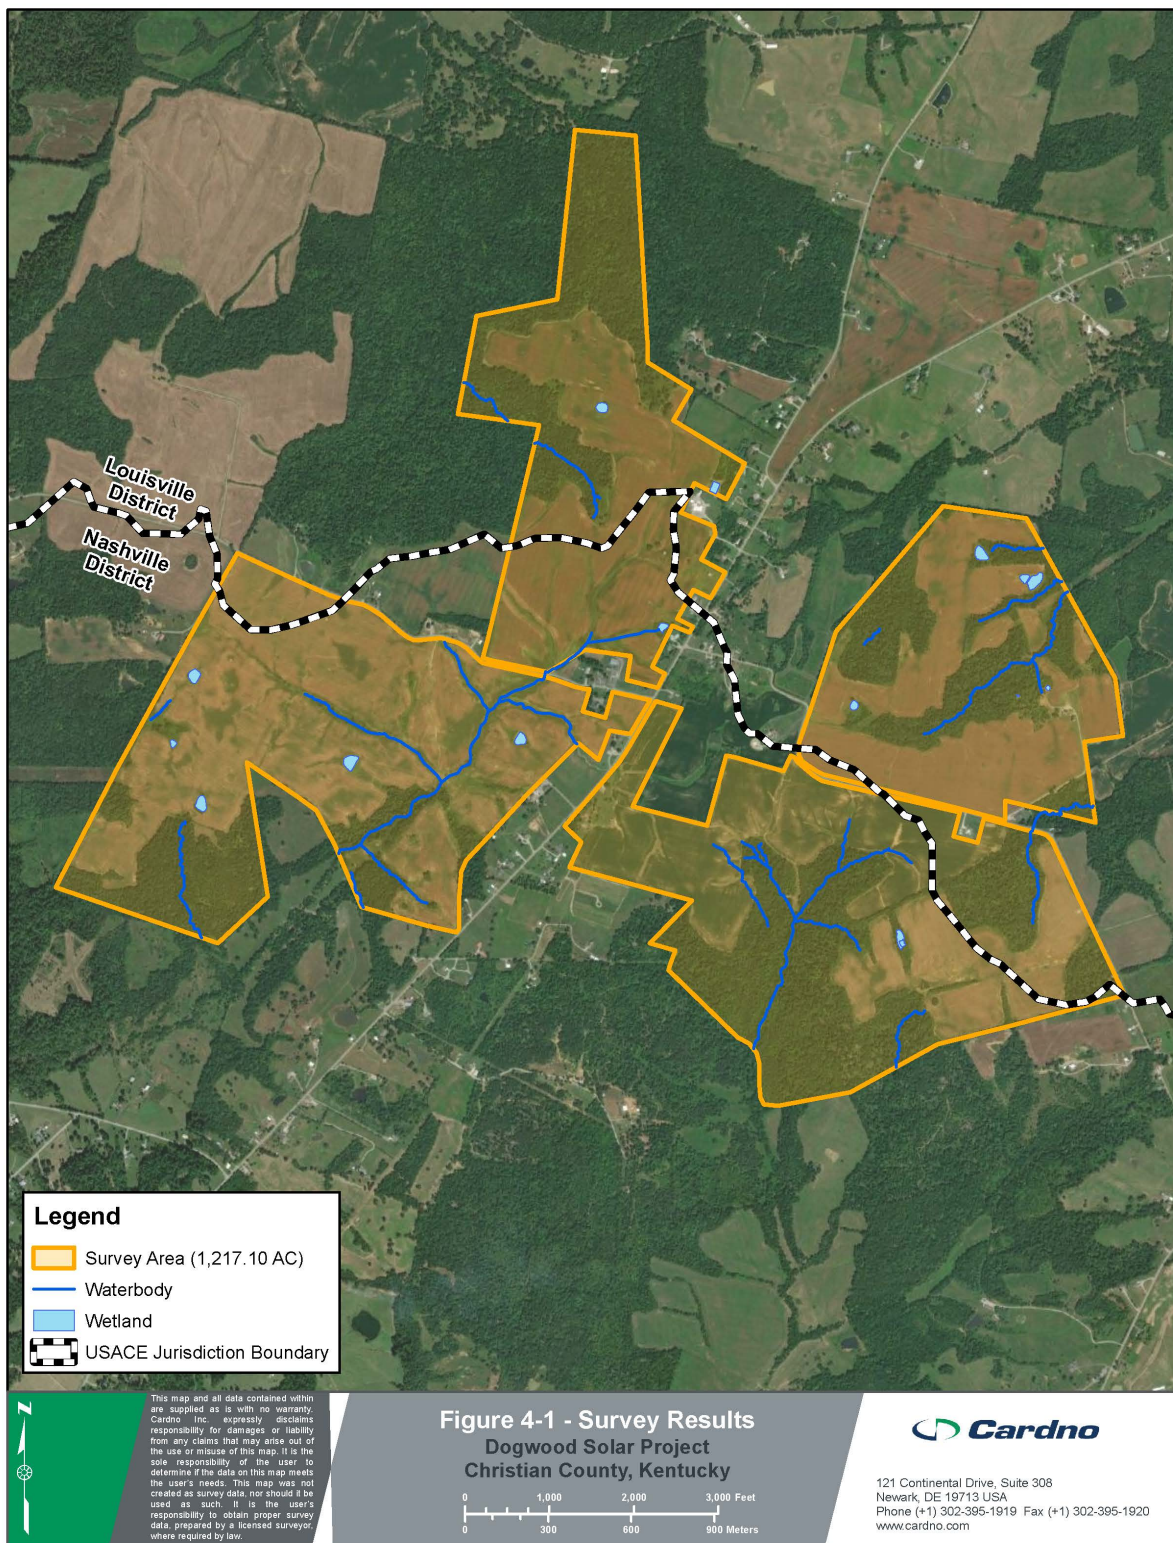 Louisville
District
Nashville
District
Legend
Survey Area (1,217.10 AC)
Waterbody
Wetland
USACE Jurisdiction Boundary
N
This map and all data contained within
are supplied as is with no warranty.
Cardno Inc. expressly disclaims
responsibility for damages or liability
from any claims that may arise out of
the use or misuse of this map. It is the
sole responsibility of the user to
determine if the data on this map meets
the user's needs. This map was not
created as survey data, nor should it be
used as such. It is the user's
responsibility to obtain proper survey
data, prepared by a licensed surveyor,
where required by law.
Figure 4-1 - Survey Results
Dogwood Solar Project
Christian County, Kentucky
0 1,000 2,000 3,000 Feet
0 300 600 900 Meters
Cardno
121 Continental Drive, Suite 308
Newark, DE 19713 USA
Phone (+1) 302-395-1919 Fax (+1) 302-395-1920
www.cardno.com